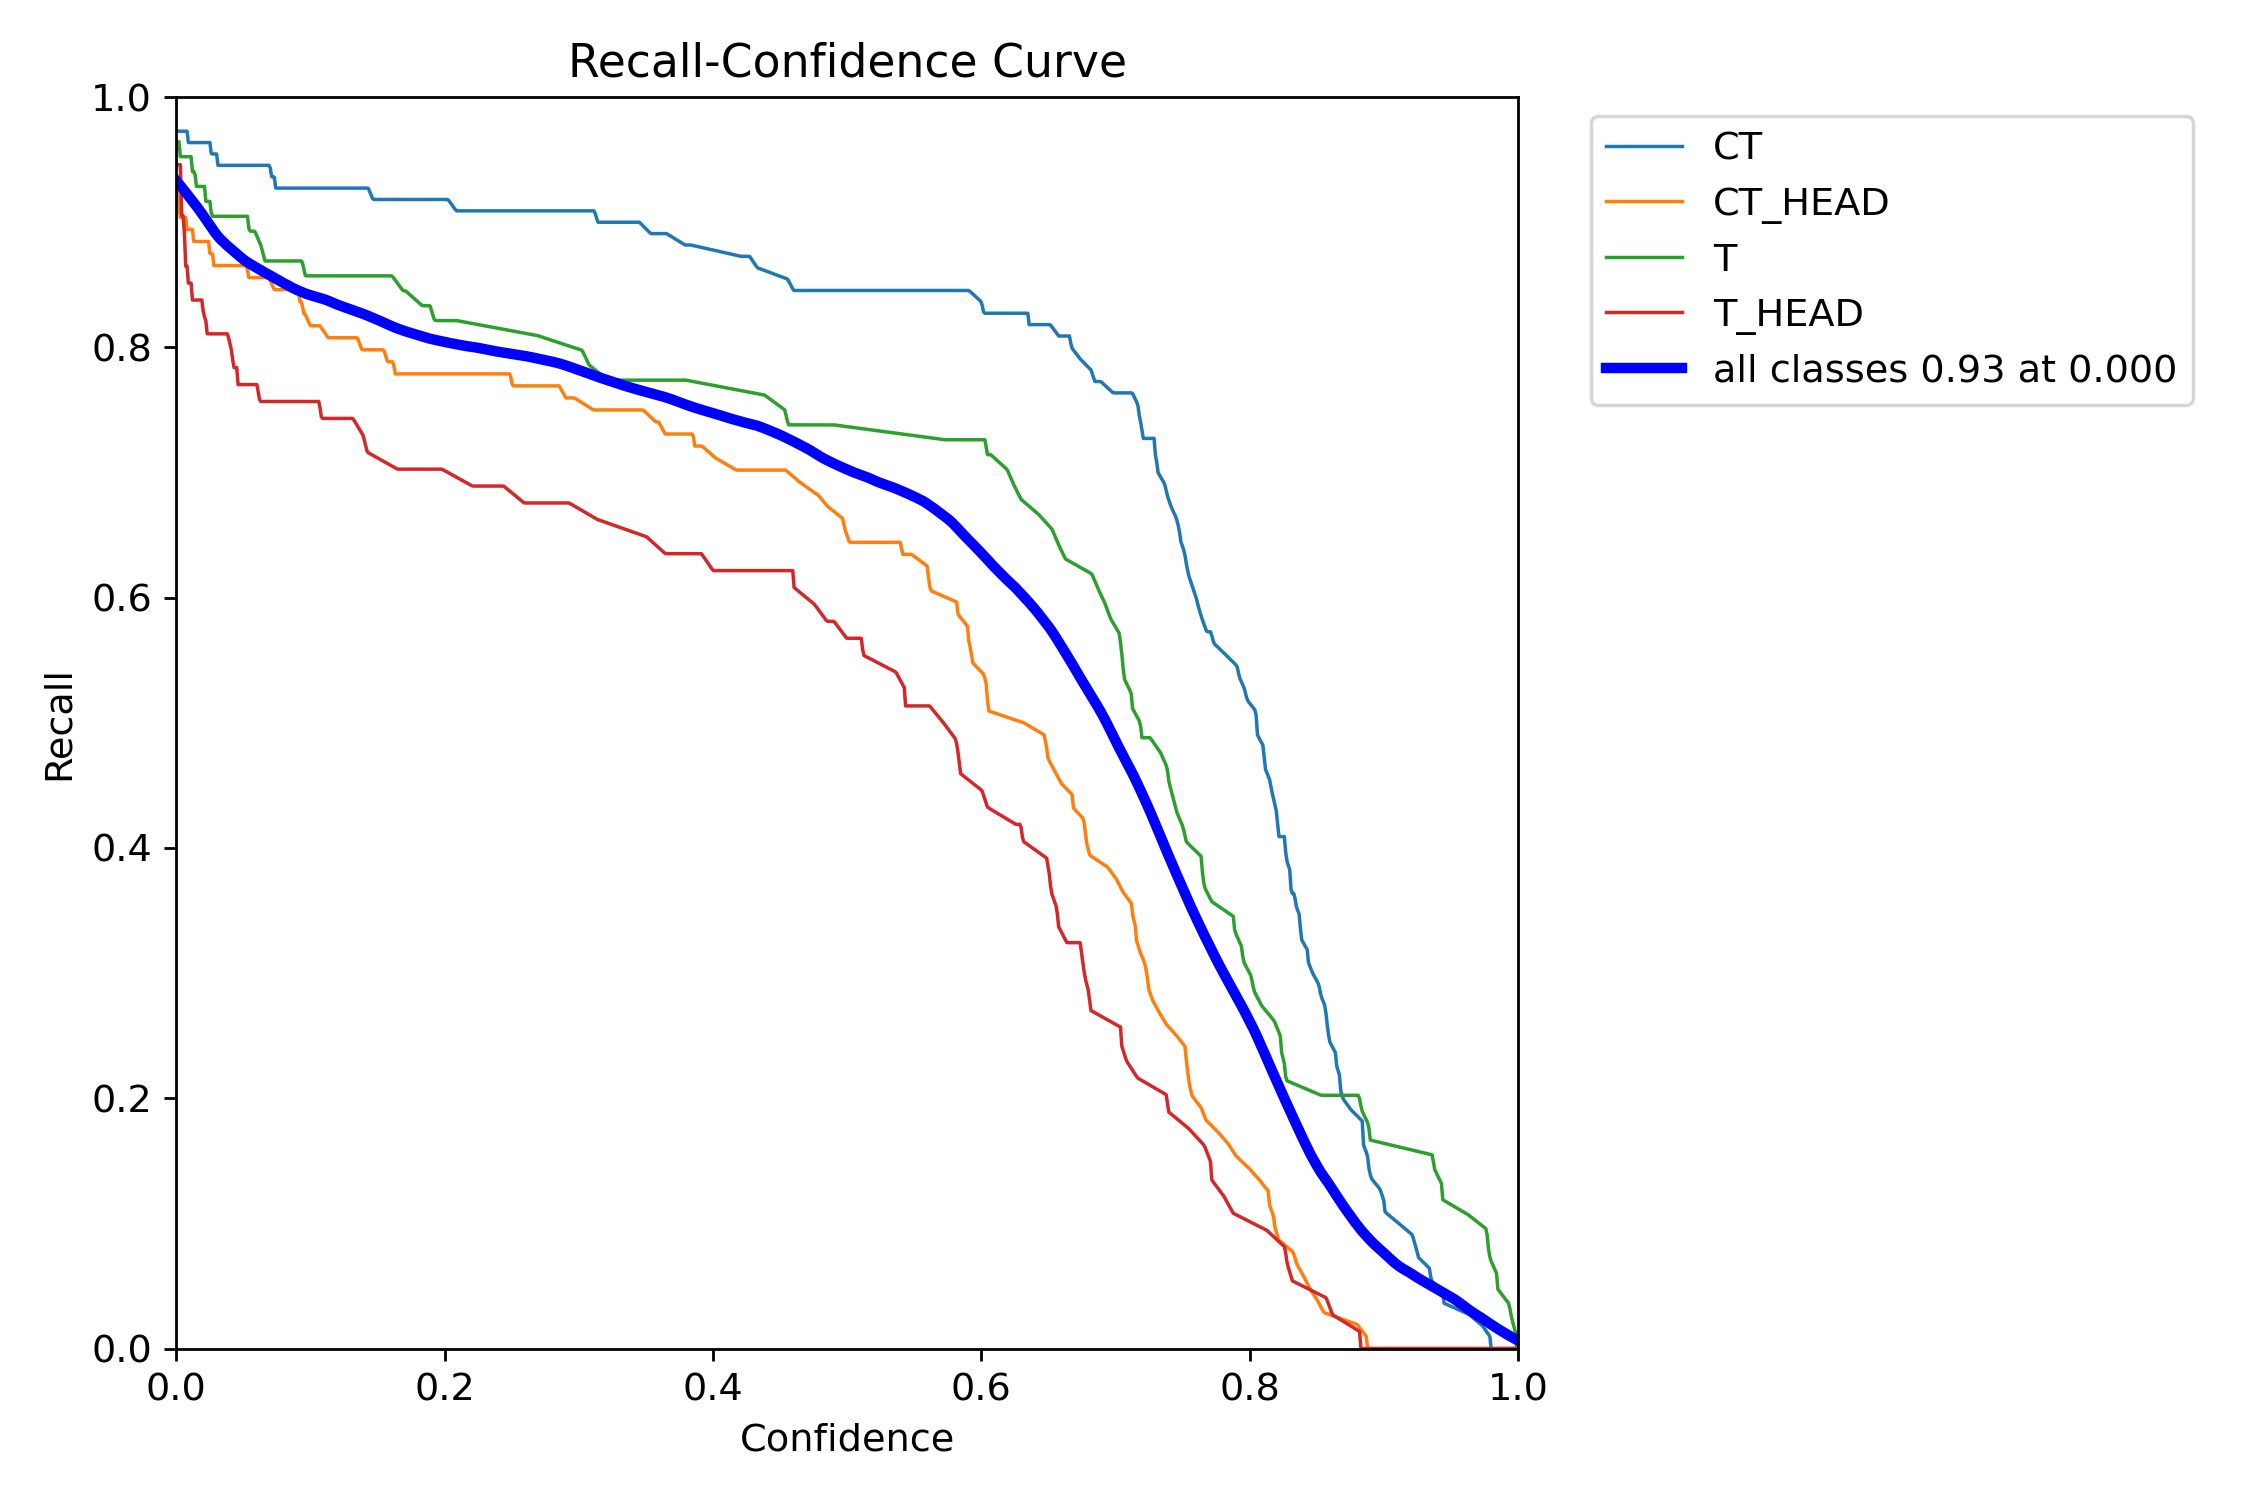 Recall-Confidence Curve
1.0
0.8
0.6
0.4
0.2
0.0
Recall
0.0 0.2 0.4 0.6 0.8 1.0
Confidence
CT
CT_HEAD
T
T_HEAD
all classes 0.93 at 0.000